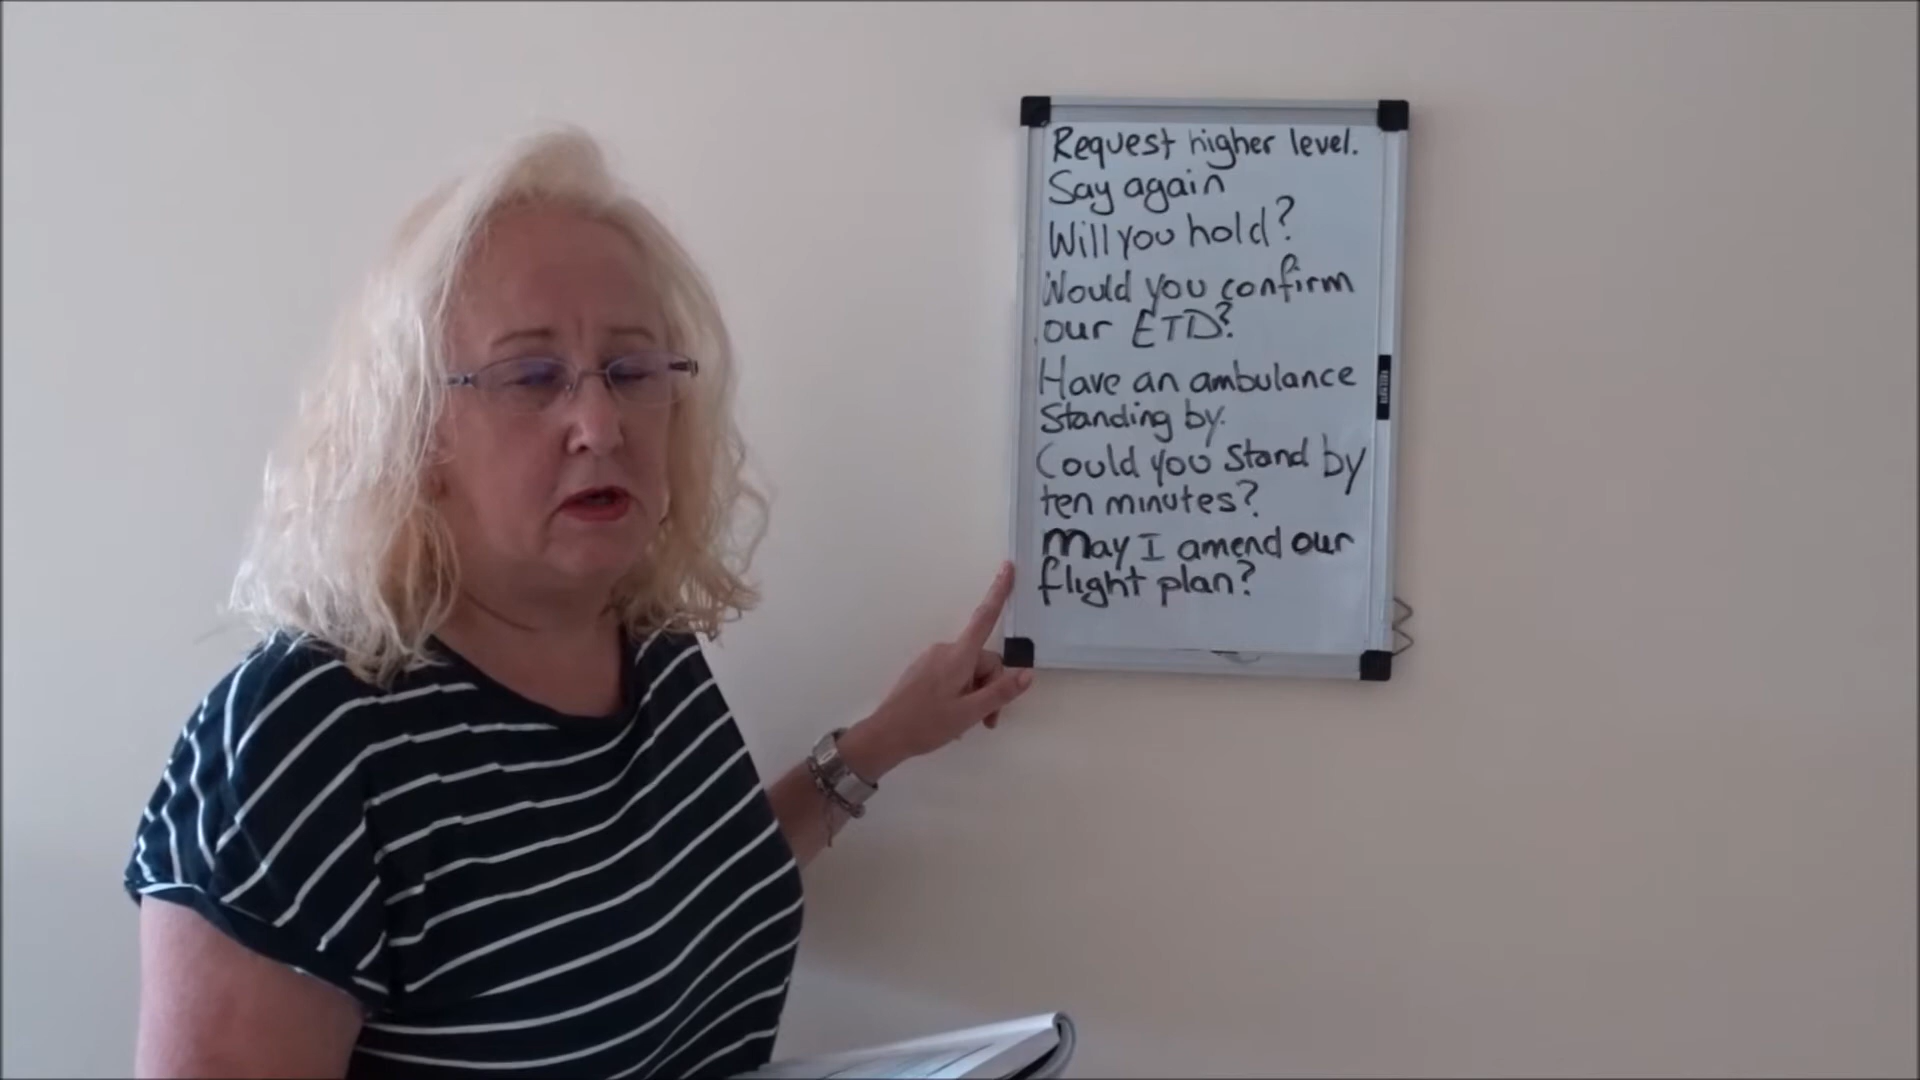 Request higher level.
Say again
Will you hold?
Would you confirm
our ETD?
Have an ambulance
Standing by.
Could you stand by
ten minutes?
May I amend our
flight plan?